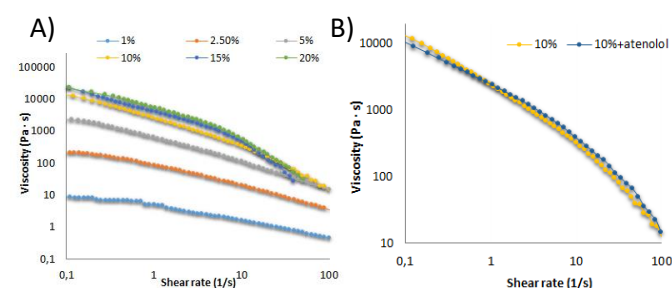 A)
1% 2.50% 5%
10% 15% 20%
Viscosity (Pa · s)
100000
10000
1000
100
10
1
0,1
0,1 1 10 100
Shear rate (1/s)
B)
10% 10%+atenolol
Viscosity (Pa · s)
10000
1000
100
10
0,1 1 10 100
Shear rate (1/s)